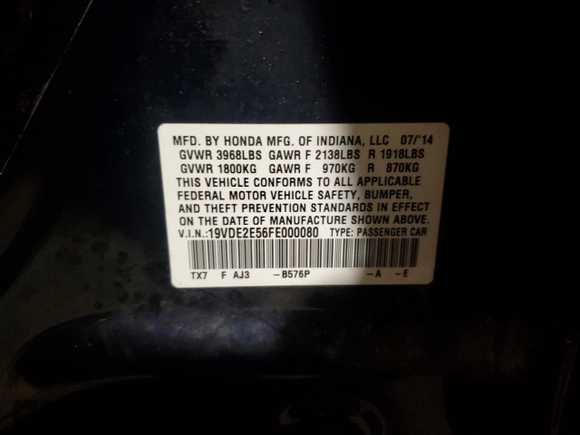 MFD. BY HONDA MFG. OF INDIANA, LLC 07/'14
GVWR 3968LBS GAWR F 2138LBS R 1918LBS
GVWR 1800KG GAWR F 970KG R 870KG
THIS VEHICLE CONFORMS TO ALL APPLICABLE
FEDERAL MOTOR VEHICLE SAFETY, BUMPER,
AND THEFT PREVENTION STANDARDS IN EFFECT
ON THE DATE OF MANUFACTURE SHOWN ABOVE.
V.I.N.:19VDE2E56FE000080 TYPE: PASSENGER CAR
TX7 F AJ3 -B576P -A -E